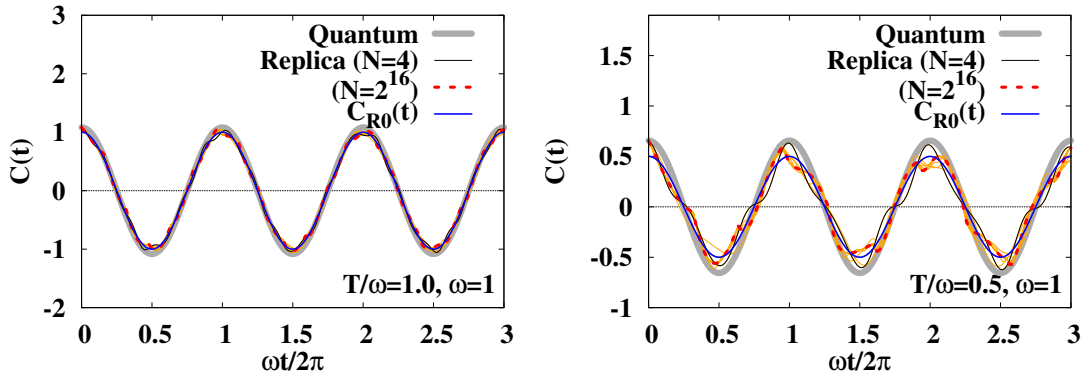 3
2
1
0
-1
-2
C(t)
Quantum
Replica (N=4)
(N=2^16)
C_R0(t)
T/ω=1.0, ω=1
0 0.5 1 1.5 2 2.5 3
ωt/2π
1.5
1
0.5
0
-0.5
-1
C(t)
Quantum
Replica (N=4)
(N=2^16)
C_R0(t)
T/ω=0.5, ω=1
0 0.5 1 1.5 2 2.5 3
ωt/2π